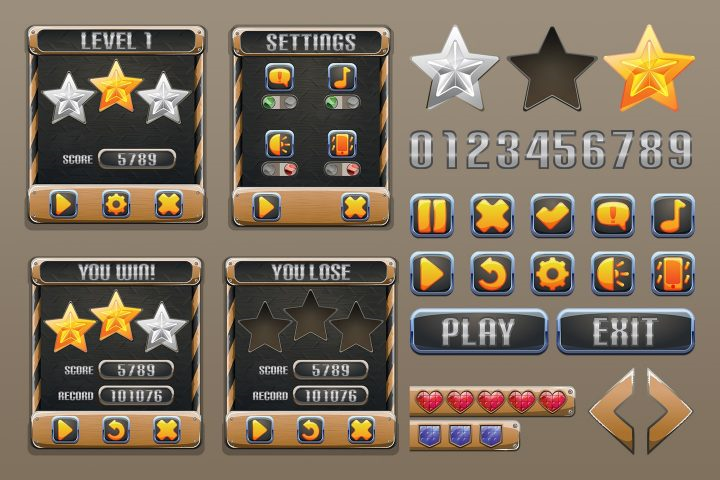 LEVEL 1
SCORE 5789
SETTINGS
YOU WIN!
SCORE 5789
RECORD 101076
YOU LOSE
SCORE 5789
RECORD 101076
0123456789
PLAY
EXIT